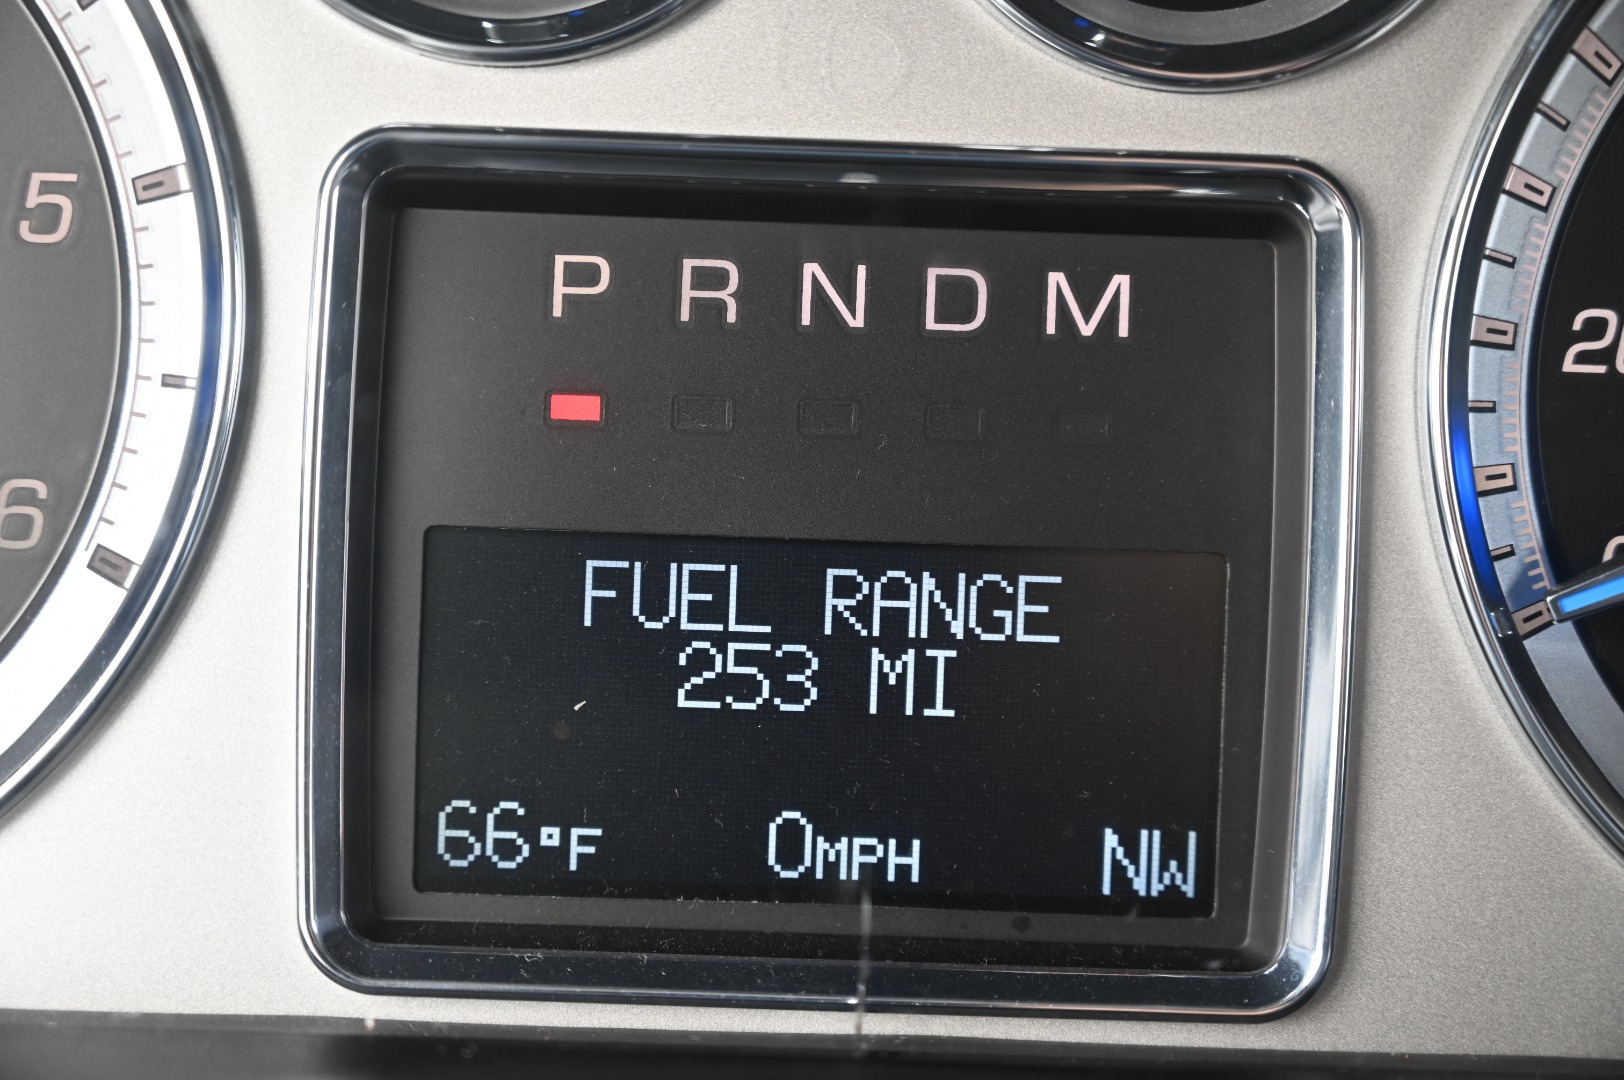 P R N D M
FUEL RANGE
253 MI
66°F 0MPH NW
5
6